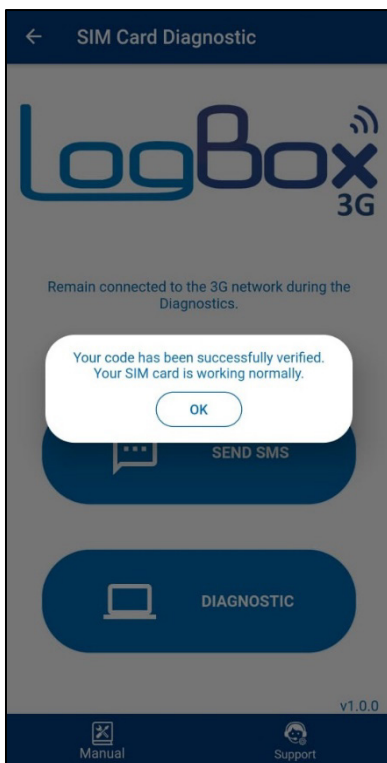 SIM Card Diagnostic
LogBox
3G
Remain connected to the 3G network during the
Diagnostics.
Your code has been successfully verified.
Your SIM card is working normally.
OK
SEND SMS
DIAGNOSTIC
v1.0.0
Manual
Support